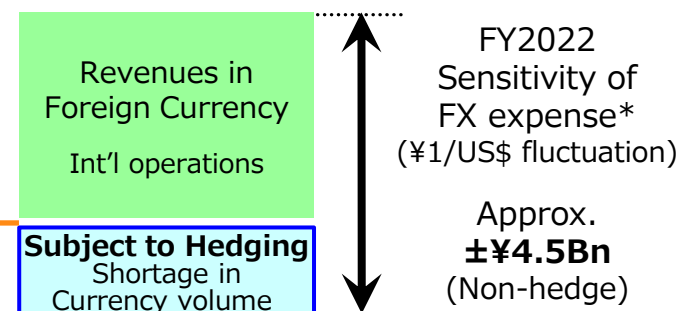 Revenues in
Foreign Currency
Int'l operations
Subject to Hedging
Shortage in
Currency volume
FY2022
Sensitivity of
FX expense*
(¥1/US$ fluctuation)
Approx.
±¥4.5Bn
(Non-hedge)